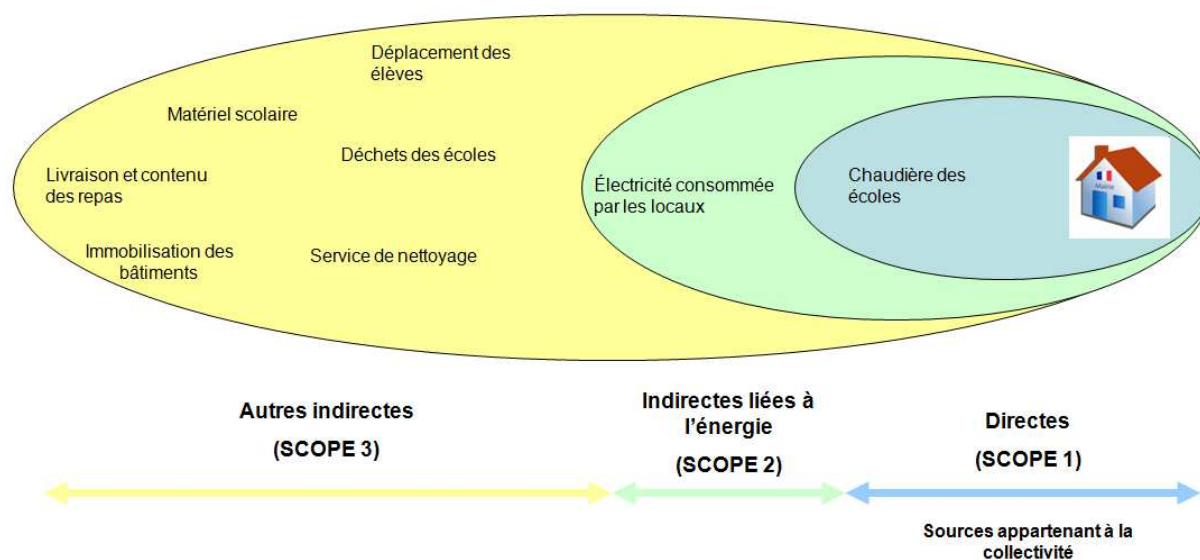 Déplacement des
élèves
Matériel scolaire
Déchets des écoles
Livraison et contenu
des repas
Immobilisation des
bâtiments
Service de nettoyage
Électricité consommée
par les locaux
Chaudière des
écoles
Mairie
Autres indirectes
(SCOPE 3)
Indirectes liées à
l’énergie
(SCOPE 2)
Directes
(SCOPE 1)
Sources appartenant à la
collectivité